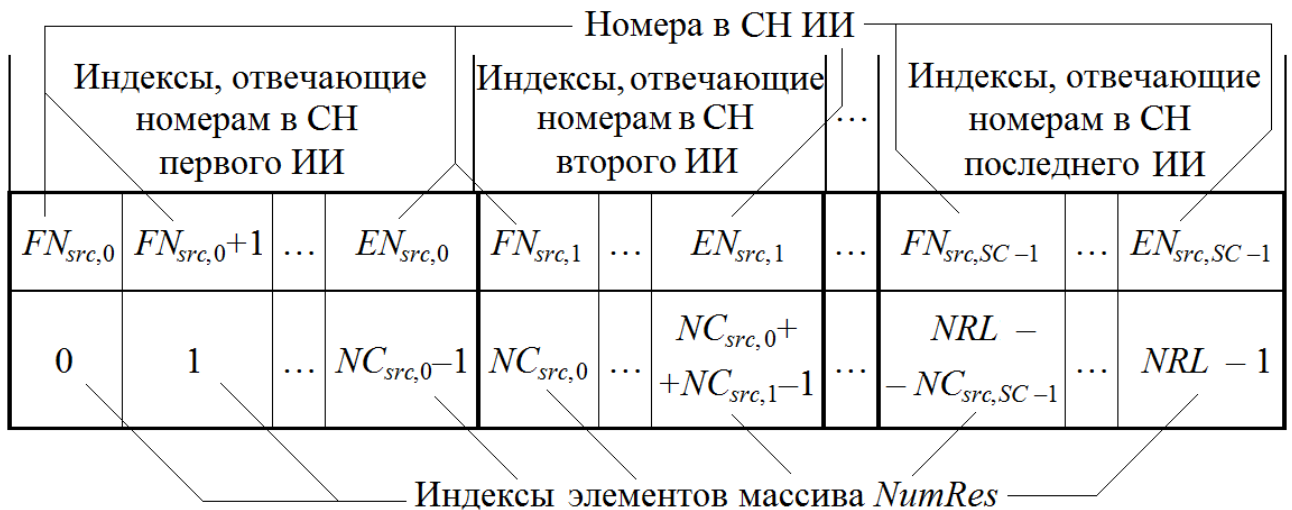 Номера в СН ИИ
Индексы, отвечающие номерам в СН первого ИИ
Индексы, отвечающие номерам в СН второго ИИ
…
Индексы, отвечающие номерам в СН последнего ИИ
FNsrc,0 FNsrc,0+1 … ENsrc,0 FNsrc,1 … ENsrc,1 … FNsrc,SC –1 … ENsrc,SC –1
0 1 … NCsrc,0–1 NCsrc,0 … NCsrc,0+ +NCsrc,1–1 … NRL – – NCsrc,SC –1 … NRL – 1
Индексы элементов массива NumRes